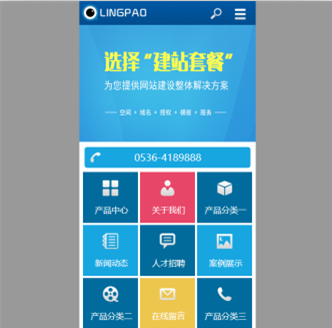 LINGPAO
选择“建站套餐”
为您提供网站建设整体解决方案
空间 + 域名 + 授权 + 模板 + 服务
0536-4189888
产品中心 关于我们 产品分类一
新闻动态 人才招聘 案例展示
产品分类二 在线留言 产品分类三